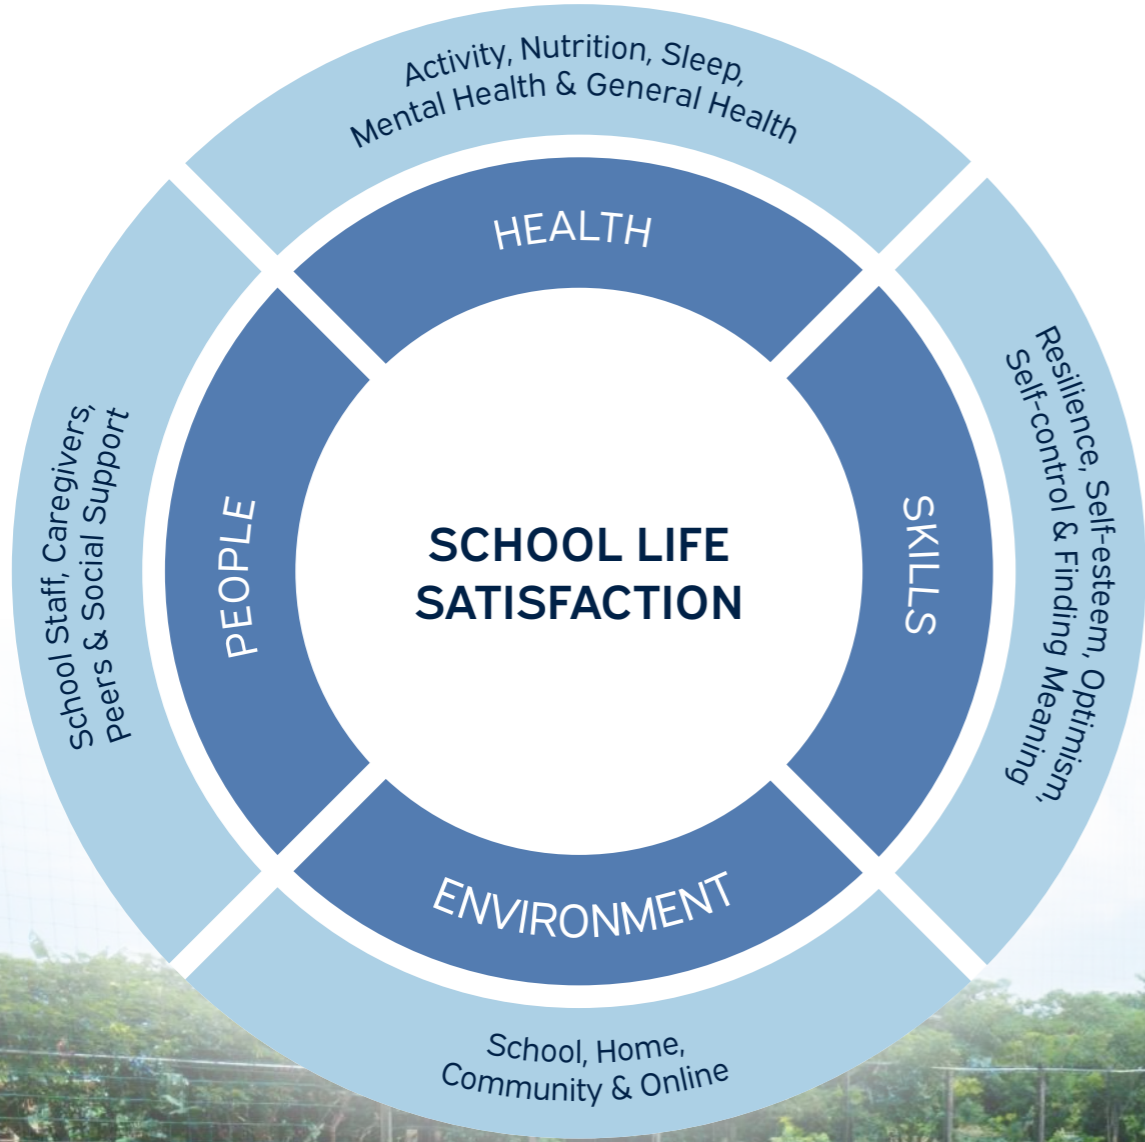 Activity, Nutrition, Sleep,
Mental Health & General Health
HEALTH
Resilience, Self-esteem, Optimism,
Self-control & Finding Meaning
SKILLS
SCHOOL LIFE
SATISFACTION
PEOPLE
School Staff, Caregivers,
Peers & Social Support
ENVIRONMENT
School, Home,
Community & Online